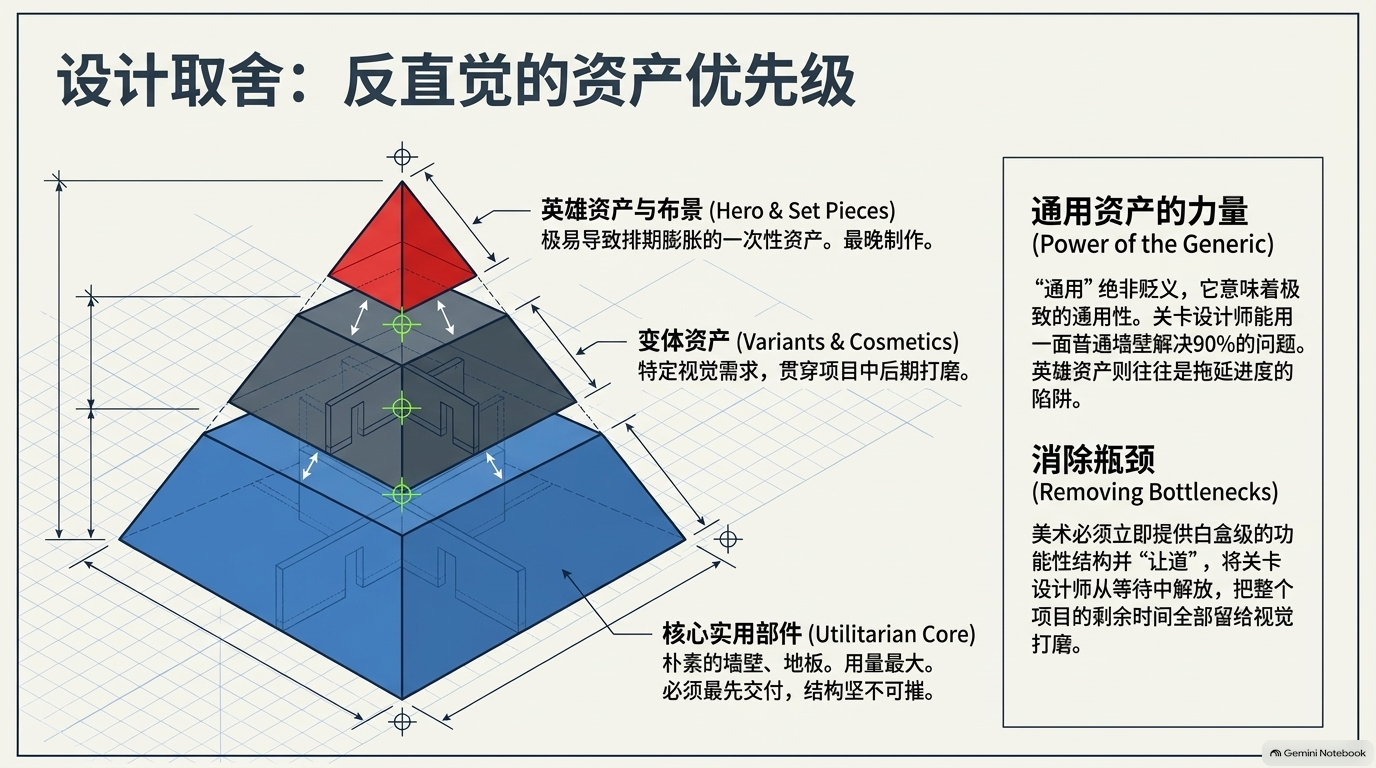 设计取舍：反直觉的资产优先级
英雄资产与布景 (Hero & Set Pieces)
极易导致排期膨胀的一次性资产。最晚制作。
变体资产 (Variants & Cosmetics)
特定视觉需求，贯穿项目中后期打磨。
核心实用部件 (Utilitarian Core)
朴素的墙壁、地板。用量最大。
必须最先交付，结构坚不可摧。
通用资产的力量
(Power of the Generic)
“通用” 绝非贬义，它意味着极
致的通用性。关卡设计师能用
一面普通墙壁解决90%的问题。
英雄资产则往往是拖延进度的
陷阱。
消除瓶颈
(Removing Bottlenecks)
美术必须立即提供白盒级的功
能性结构并 “让道” ，将关卡
设计师从等待中解放，把整个
项目的剩余时间全部留给视觉
打磨。
Gemini Notebook